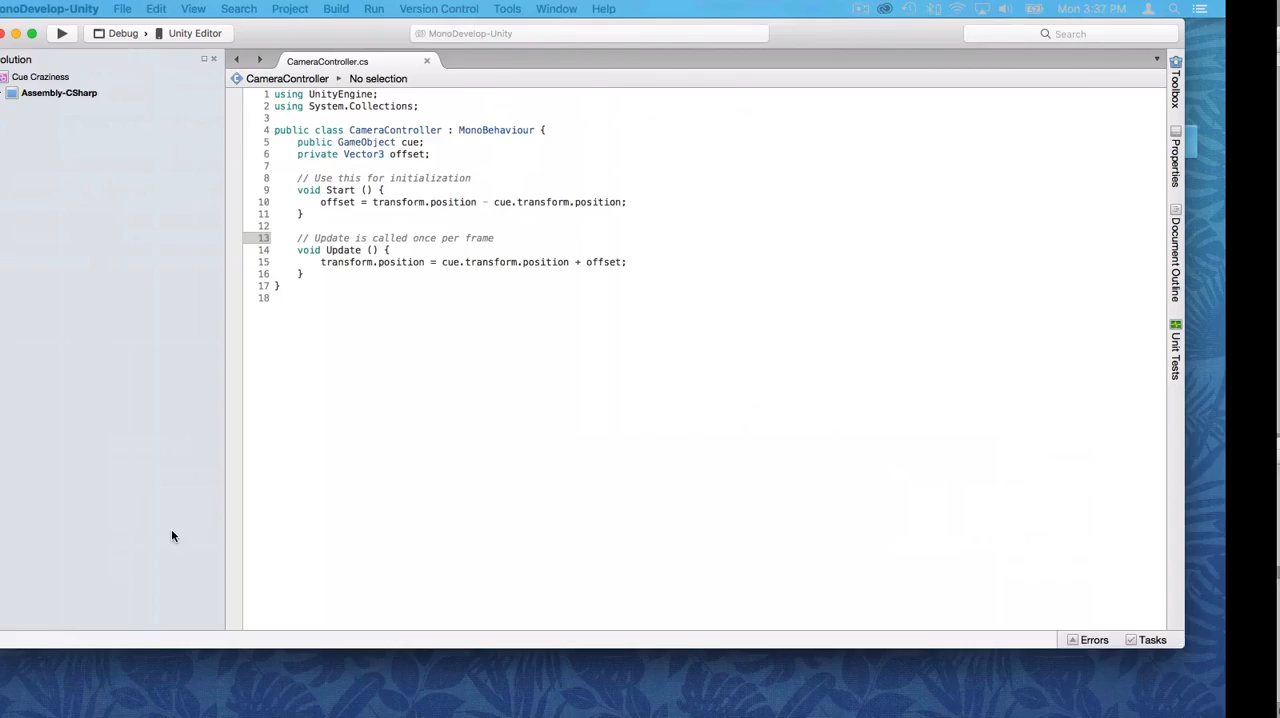 onoDevelop-Unity File Edit View Search Project Build Run Version Control Tools Window Help Mon 3:37 PM
Debug › Unity Editor MonoDevelop-Unity Search
olution CameraController.cs
Cue Craziness CameraController No selection
Assembly-CSharp
1 using UnityEngine;
2 using System.Collections;
3
4 public class CameraController : MonoBehaviour {
5 public GameObject cue;
6 private Vector3 offset;
7
8 // Use this for initialization
9 void Start () {
10 offset = transform.position - cue.transform.position;
11 }
12
13 // Update is called once per frame
14 void Update () {
15 transform.position = cue.transform.position + offset;
16 }
17 }
18
Toolbox
Properties
Document Outline
Unit Tests
Errors Tasks